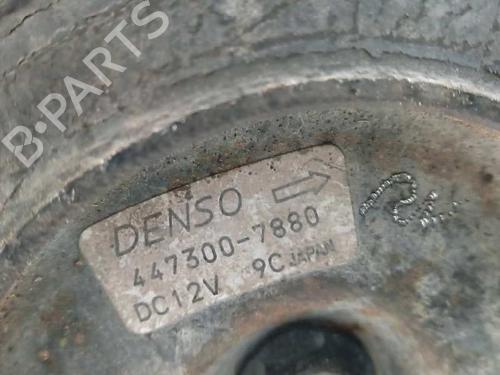 B-PARTS
DENSO
447300-7880
DC12V 9C JAPAN